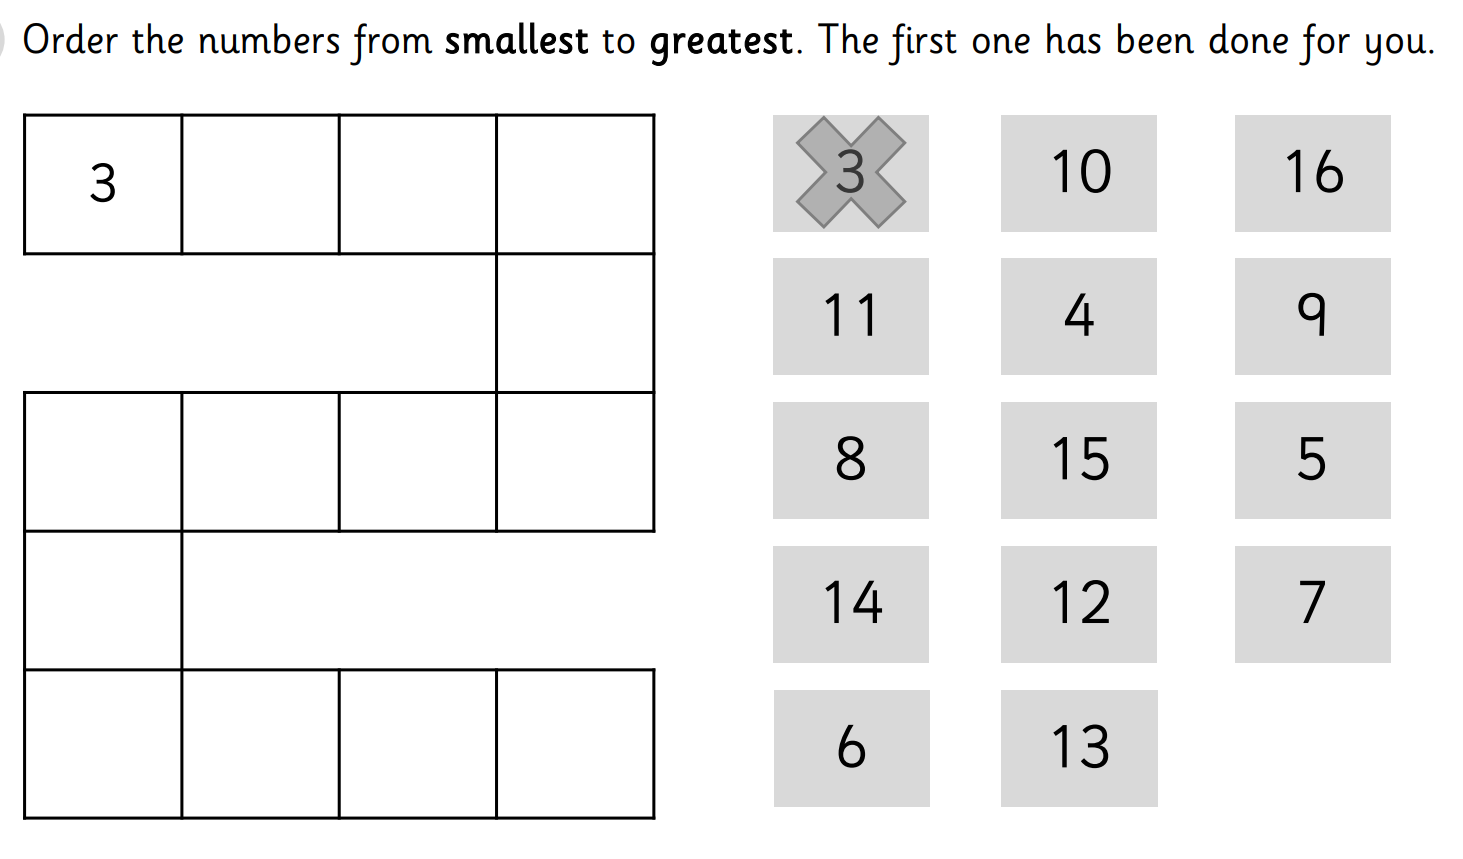 Order the numbers from smallest to greatest. The first one has been done for you.
3
3 10 16
11 4 9
8 15 5
14 12 7
6 13